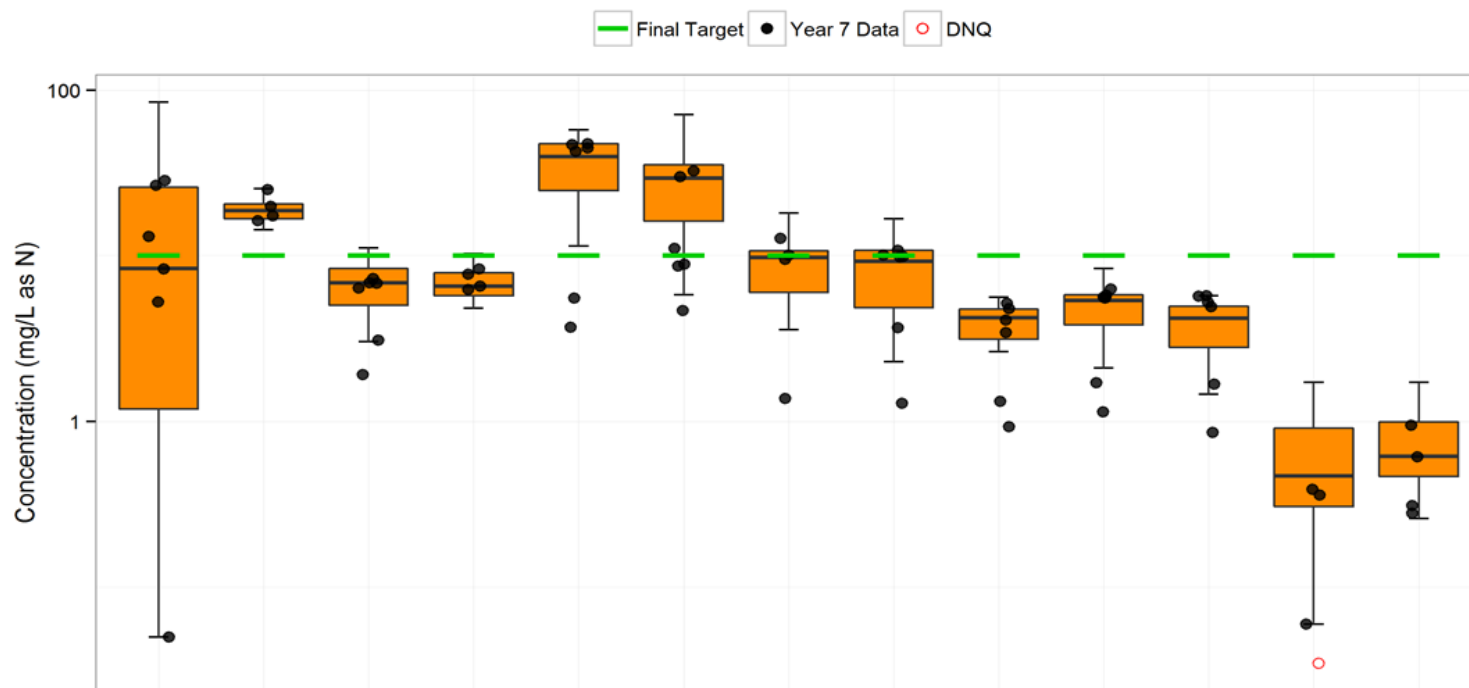 Final Target Year 7 Data DNQ
100
Concentration (mg/L as N)
1